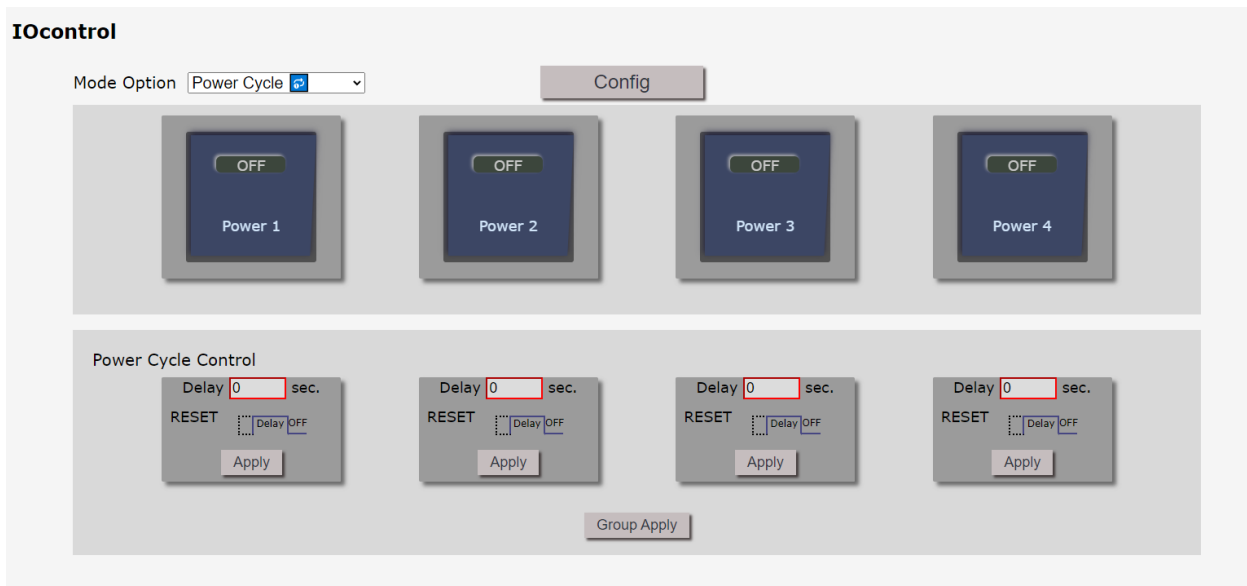 IOcontrol
Mode Option Power Cycle Config
OFF OFF OFF OFF
Power 1 Power 2 Power 3 Power 4
Power Cycle Control
Delay 0 sec. Delay 0 sec. Delay 0 sec. Delay 0 sec.
RESET Delay OFF RESET Delay OFF RESET Delay OFF RESET Delay OFF
Apply Apply Apply Apply
Group Apply